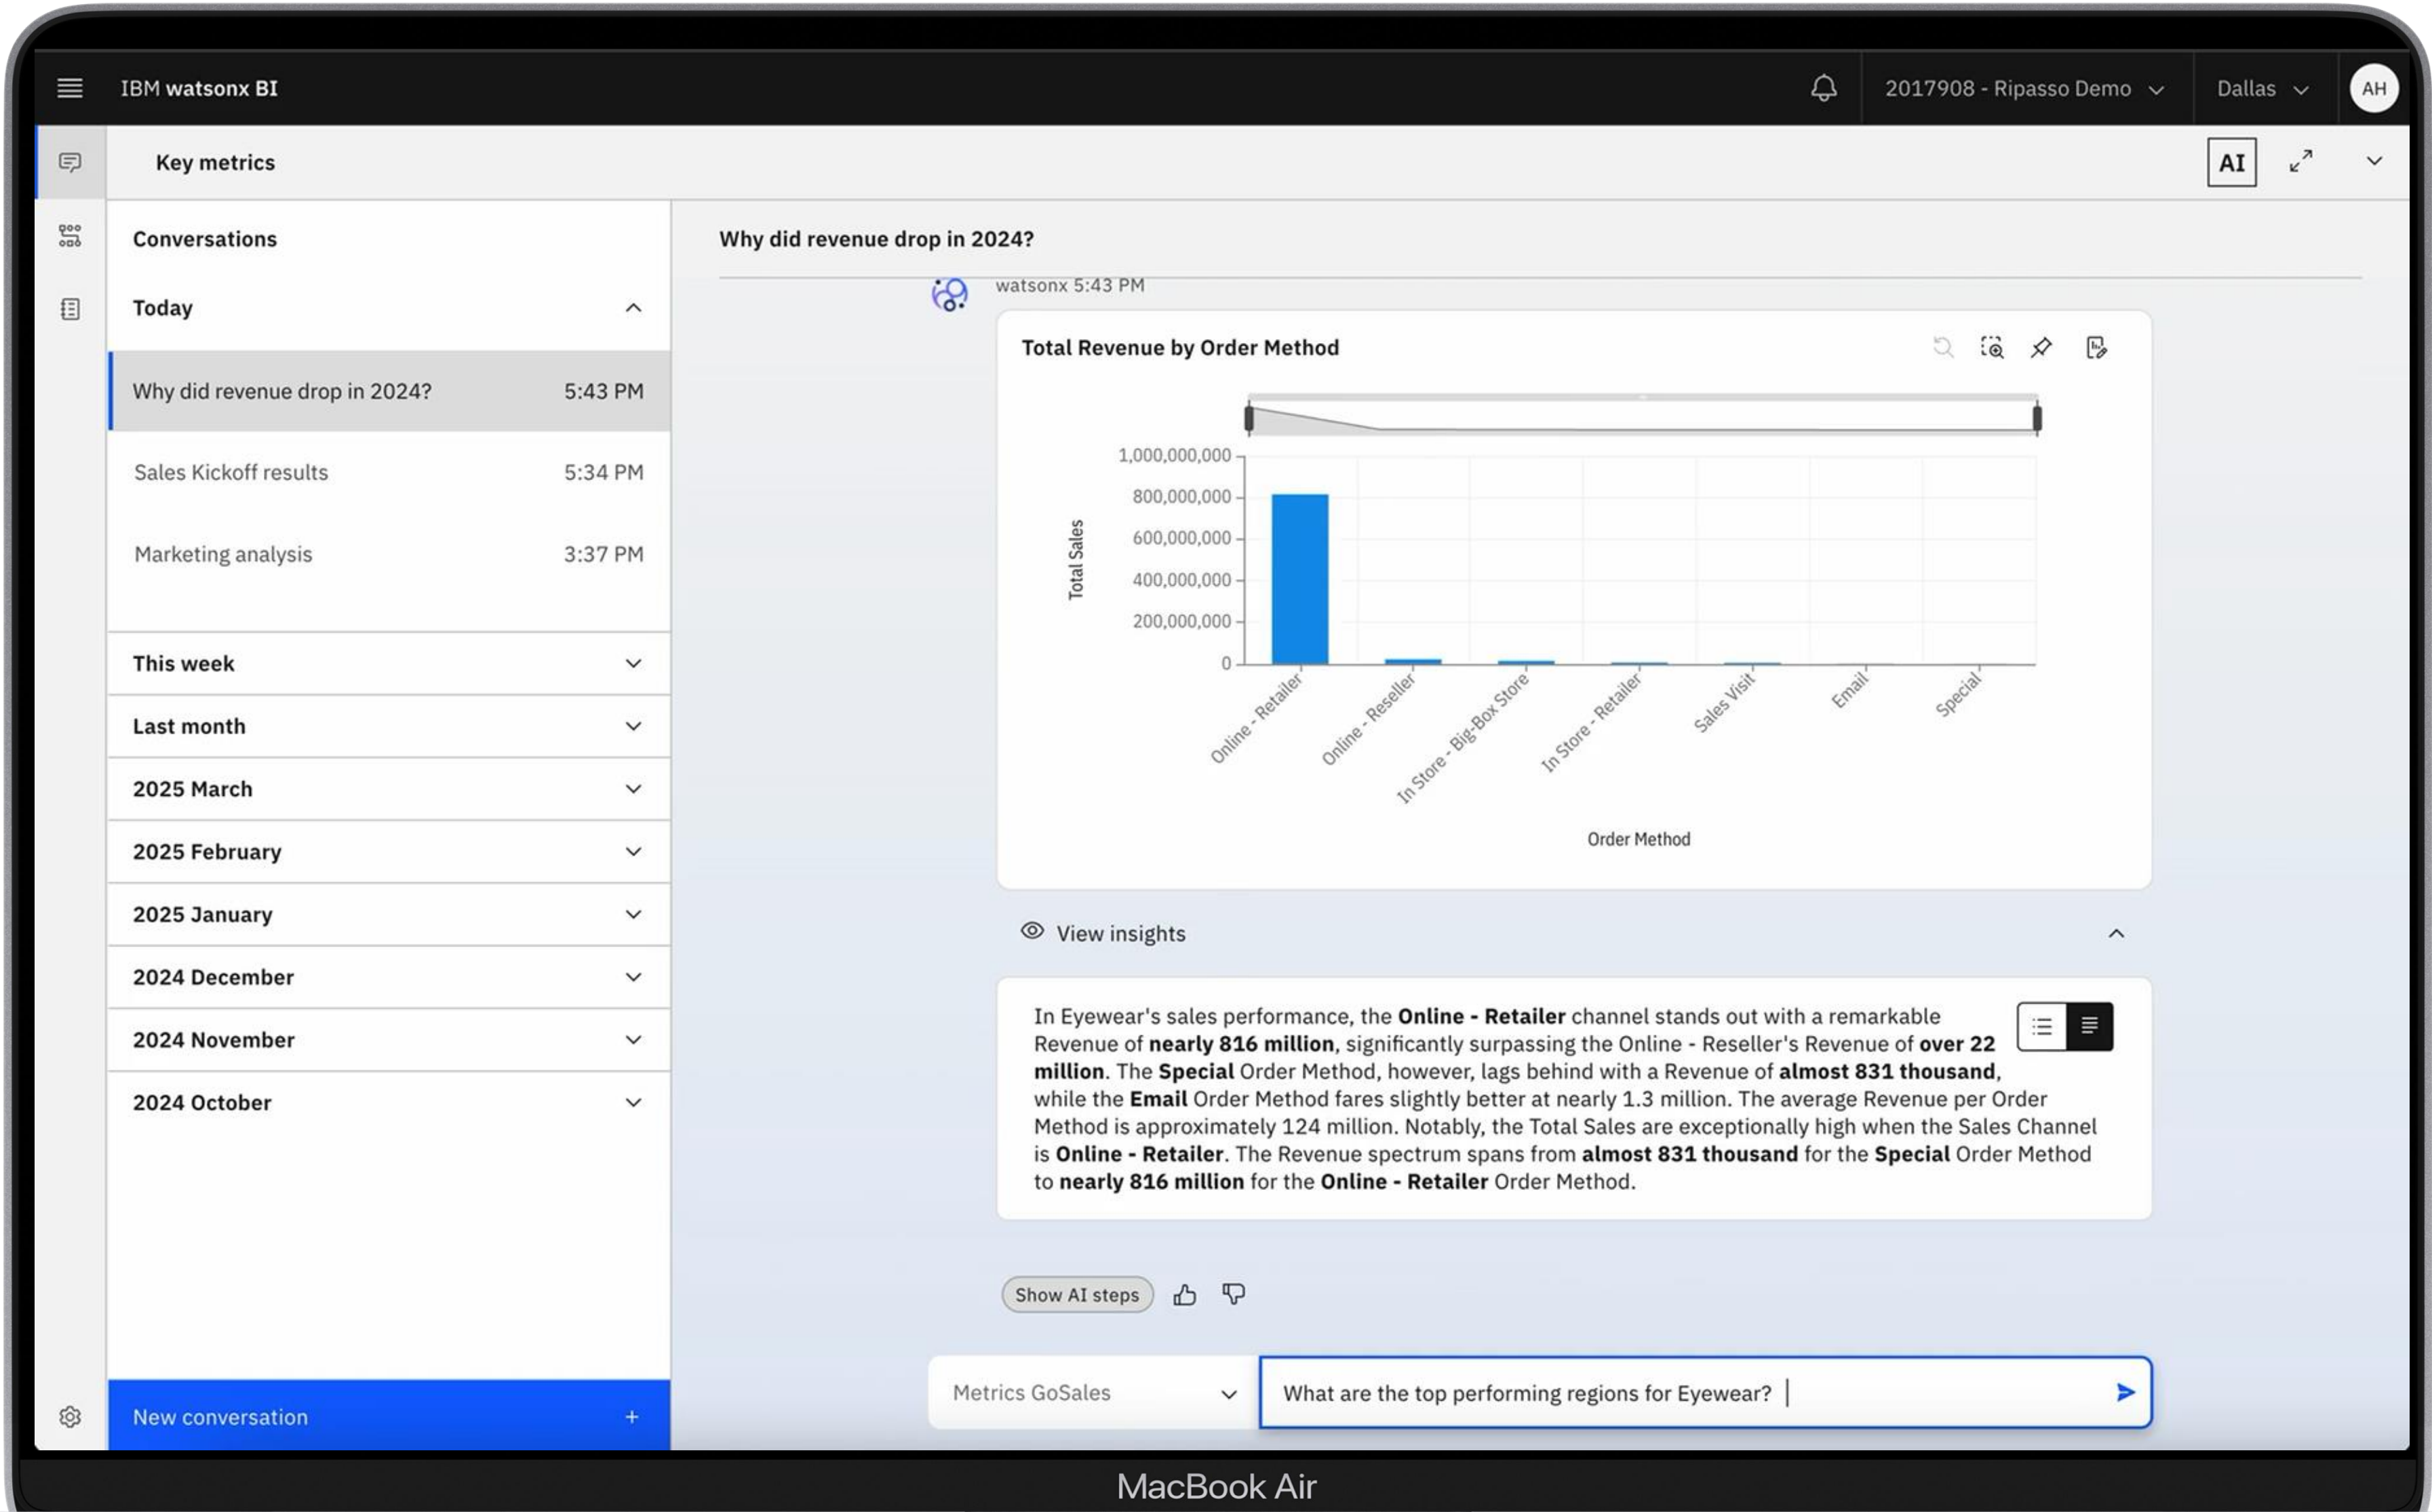 IBM watsonx BI
2017908 - Ripasso Demo
Dallas
AH
Key metrics
AI
Conversations
Today
Why did revenue drop in 2024? 5:43 PM
Sales Kickoff results 5:34 PM
Marketing analysis 3:37 PM
This week
Last month
2025 March
2025 February
2025 January
2024 December
2024 November
2024 October
New conversation +
Why did revenue drop in 2024?
watsonx 5:43 PM
Total Revenue by Order Method
1,000,000,000
800,000,000
600,000,000
400,000,000
200,000,000
0
Total Sales
Online - Retailer
Online - Reseller
In Store - Big-Box Store
In Store - Retailer
Sales Visit
Email
Special
Order Method
View insights
In Eyewear's sales performance, the Online - Retailer channel stands out with a remarkable
Revenue of nearly 816 million, significantly surpassing the Online - Reseller's Revenue of over 22
million. The Special Order Method, however, lags behind with a Revenue of almost 831 thousand,
while the Email Order Method fares slightly better at nearly 1.3 million. The average Revenue per Order
Method is approximately 124 million. Notably, the Total Sales are exceptionally high when the Sales Channel
is Online - Retailer. The Revenue spectrum spans from almost 831 thousand for the Special Order Method
to nearly 816 million for the Online - Retailer Order Method.
Show AI steps
Metrics GoSales
What are the top performing regions for Eyewear?
MacBook Air